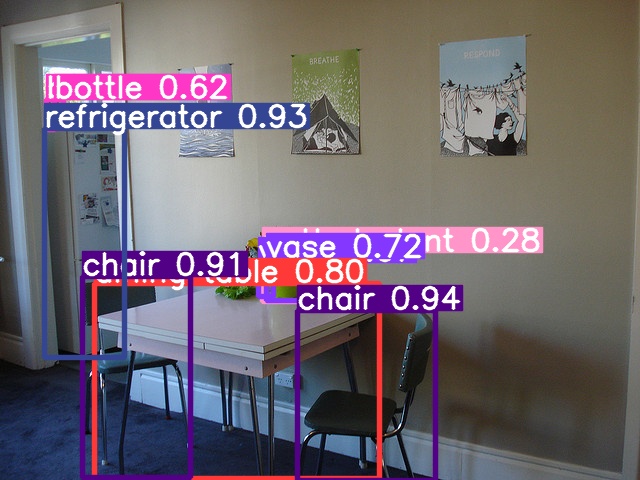 BREATHE
RESPOND
bottle 0.62
refrigerator 0.93
vase 0.72
nt 0.28
chair 0.91
table 0.80
chair 0.94